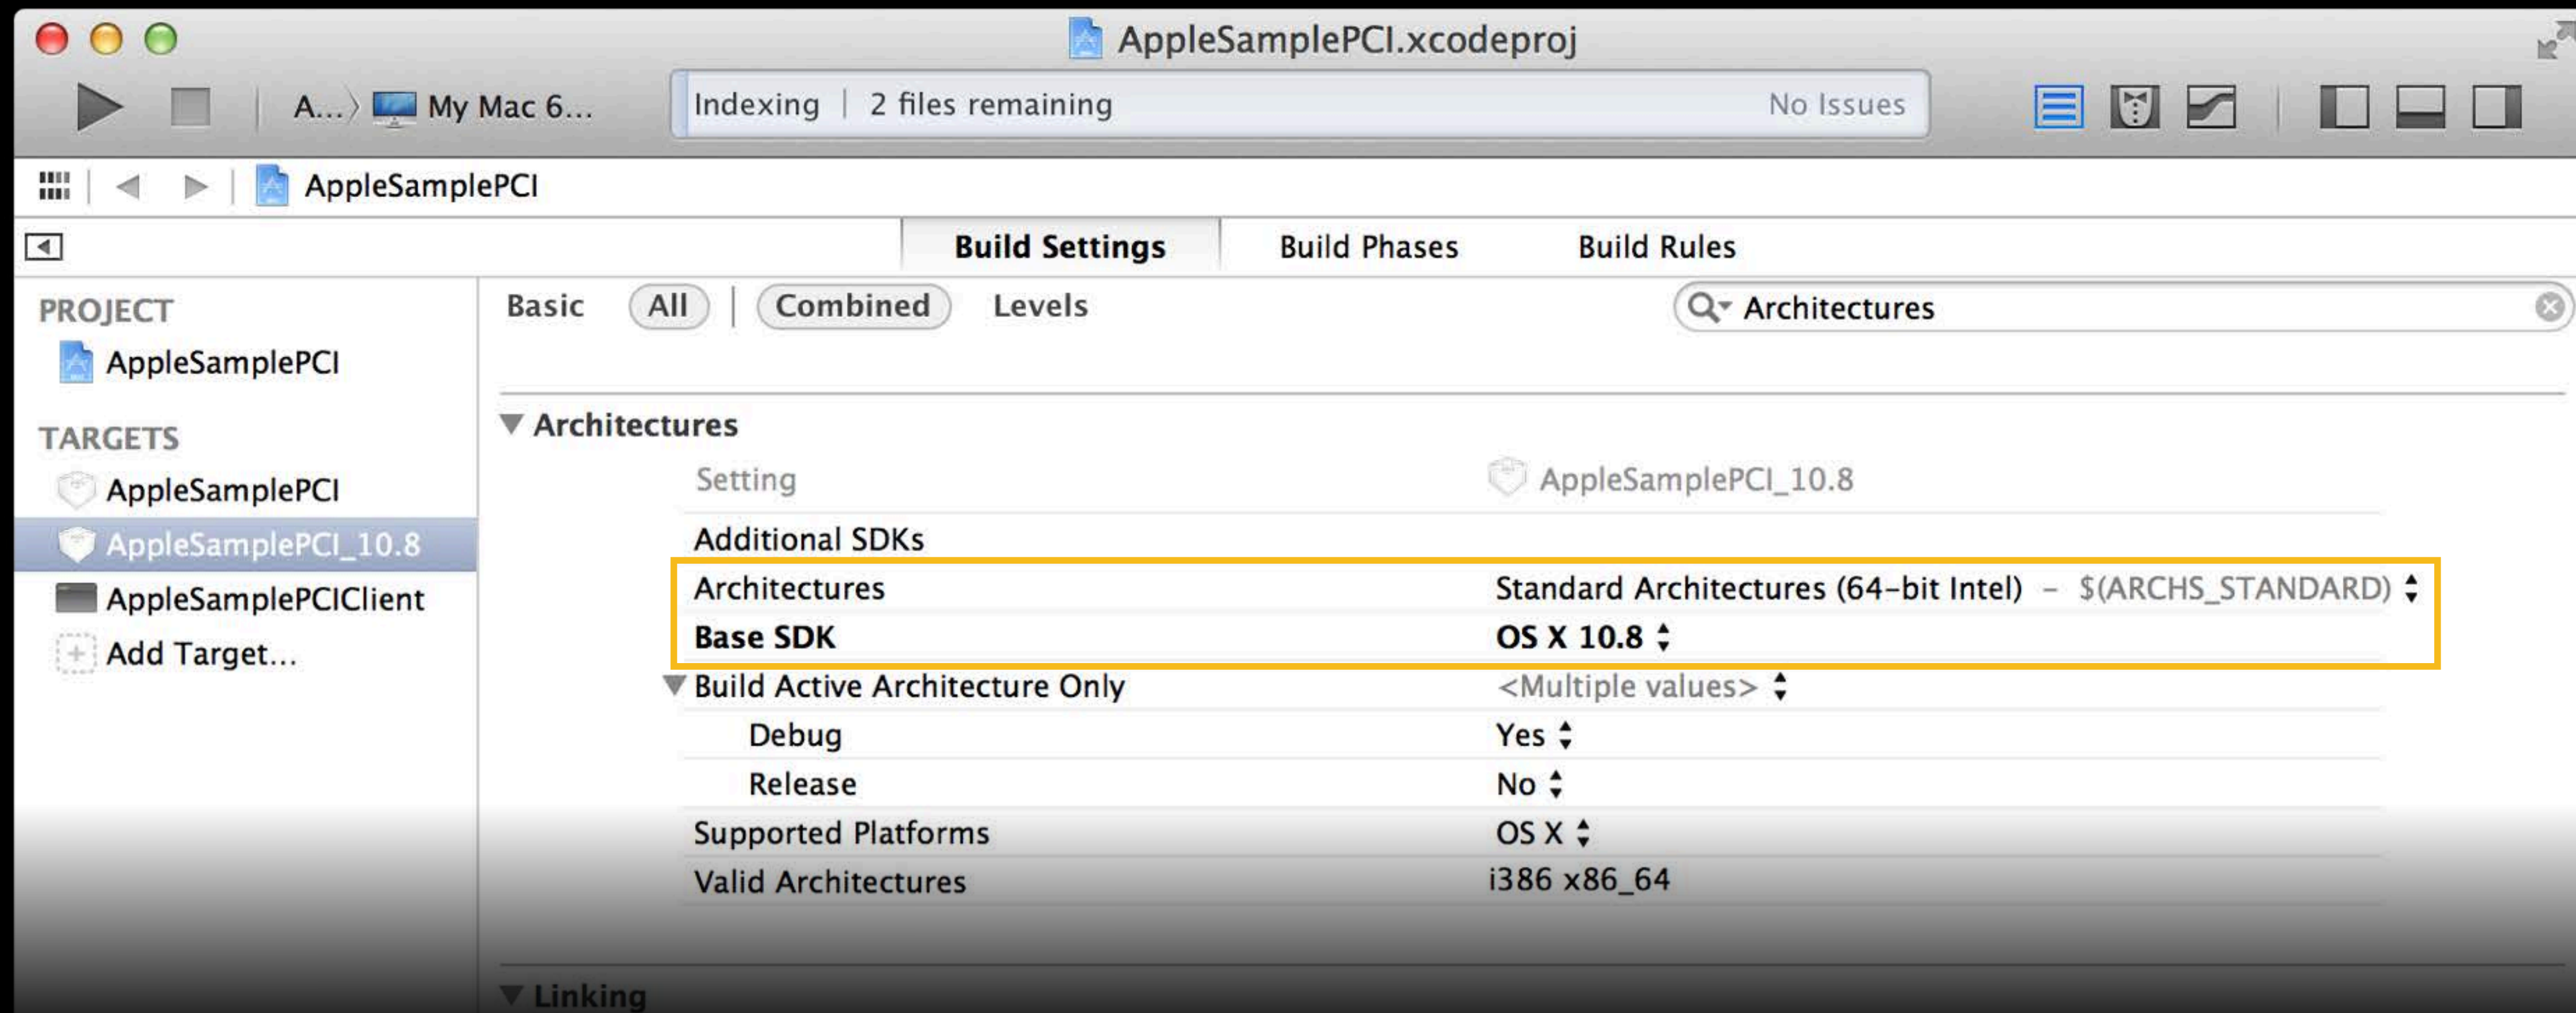 AppleSamplePCI.xcodeproj
A... My Mac 6...
Indexing | 2 files remaining No Issues
AppleSamplePCI
Build Settings Build Phases Build Rules
PROJECT
AppleSamplePCI
TARGETS
AppleSamplePCI
AppleSamplePCI_10.8
AppleSamplePCIClient
Add Target...
Basic All | Combined Levels
Architectures
Architectures
Setting AppleSamplePCI_10.8
Additional SDKs
Architectures Standard Architectures (64-bit Intel) – $(ARCHS_STANDARD)
Base SDK OS X 10.8
Build Active Architecture Only <Multiple values>
Debug Yes
Release No
Supported Platforms OS X
Valid Architectures i386 x86_64
Linking